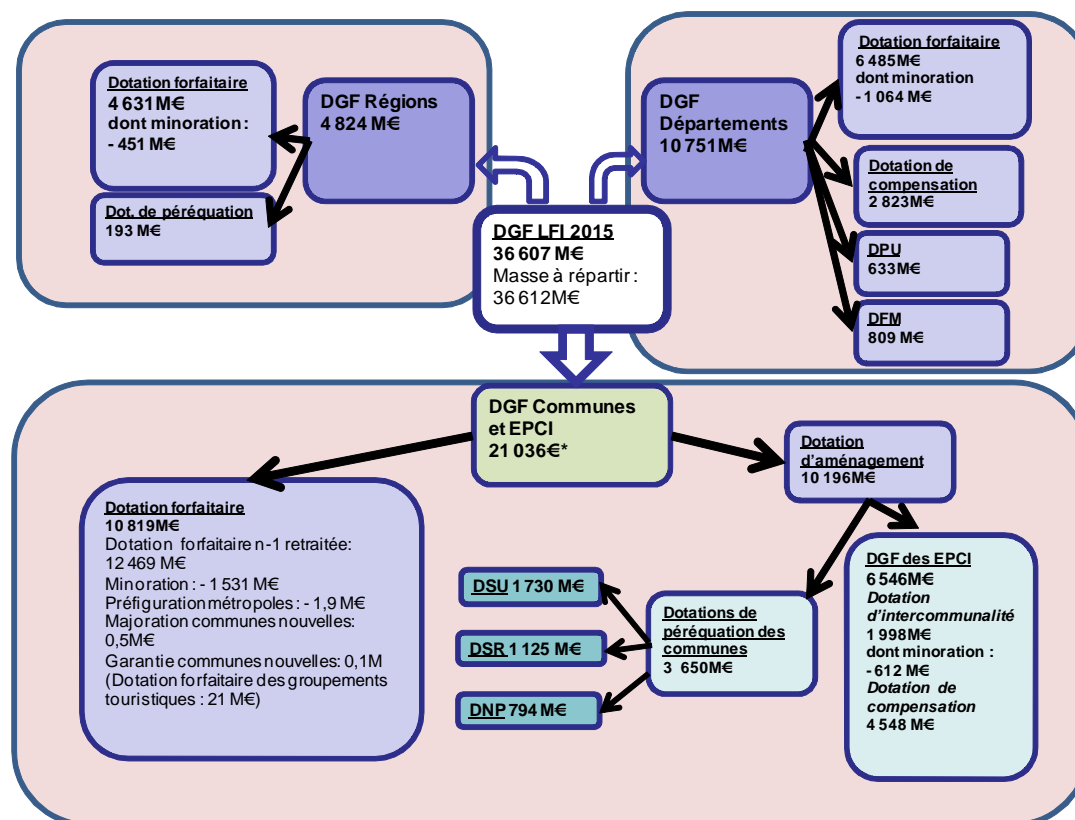 Dotation forfaitaire
4 631 M€
dont minoration :
- 451 M€
DGF Régions
4 824 M€
Dot. de péréquation
193 M€
DGF
Départements
10 751M€
Dotation forfaitaire
6 485M€
dont minoration
- 1 064 M€
Dotation de
compensation
2 823M€
DPU
633M€
DFM
809 M€
DGF LFI 2015
36 607 M€
Masse à répartir :
36 612M€
DGF Communes
et EPCI
21 036€*
Dotation forfaitaire
10 819M€
Dotation forfaitaire n-1 retraitée:
12 469 M€
Minoration : - 1 531 M€
Préfiguration métropoles : - 1,9 M€
Majoration communes nouvelles:
0,5M€
Garantie communes nouvelles: 0,1M
(Dotation forfaitaire des groupements
touristiques : 21 M€)
Dotation
d'aménagement
10 196M€
DSU 1 730 M€
DSR 1 125 M€
DNP 794 M€
Dotations de
péréquation des
communes
3 650M€
DGF des EPCI
6 546M€
Dotation
d'intercommunalité
1 998M€
dont minoration :
-612 M€
Dotation de
compensation
4 548 M€